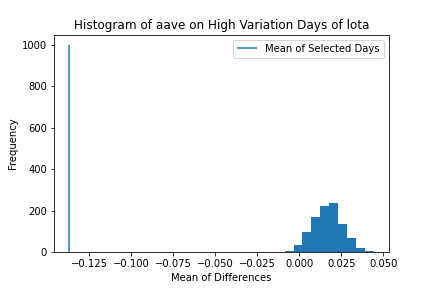 Histogram of aave on High Variation Days of Iota
Mean of Selected Days
Frequency
1000
800
600
400
200
0
−0.125 −0.100 −0.075 −0.050 −0.025 0.000 0.025 0.050
Mean of Differences